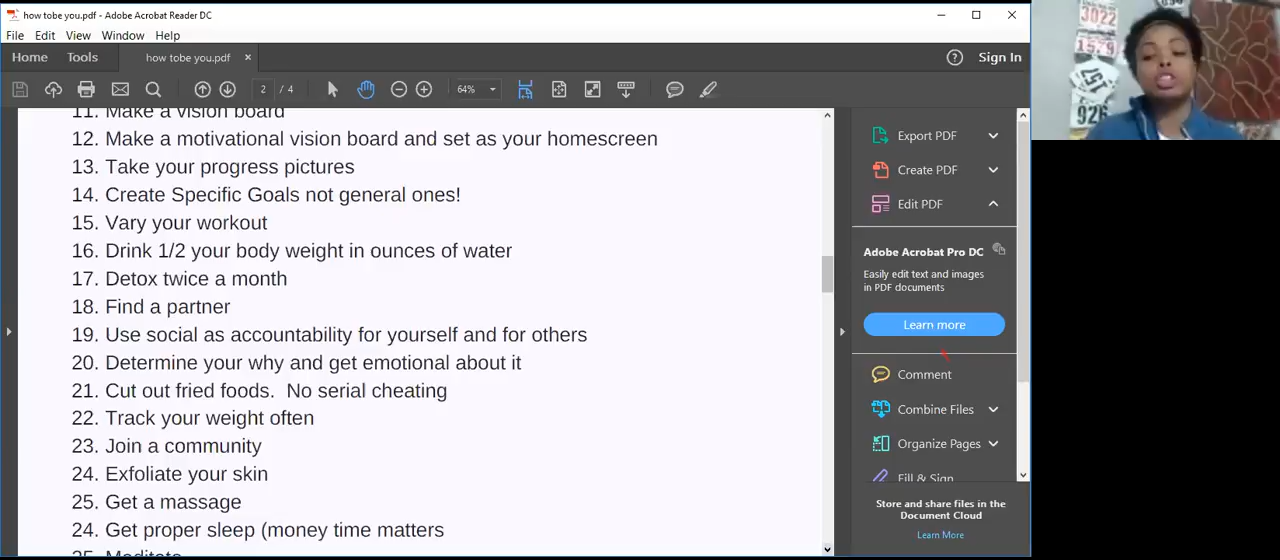 how tobe you.pdf - Adobe Acrobat Reader DC
File Edit View Window Help
Home Tools how tobe you.pdf × Sign In
2 / 4 64%
11. Make a vision board
12. Make a motivational vision board and set as your homescreen
13. Take your progress pictures
14. Create Specific Goals not general ones!
15. Vary your workout
16. Drink 1/2 your body weight in ounces of water
17. Detox twice a month
18. Find a partner
19. Use social as accountability for yourself and for others
20. Determine your why and get emotional about it
21. Cut out fried foods.  No serial cheating
22. Track your weight often
23. Join a community
24. Exfoliate your skin
25. Get a massage
24. Get proper sleep (money time matters
25. Meditate
Export PDF
Create PDF
Edit PDF
Adobe Acrobat Pro DC
Easily edit text and images
in PDF documents
Learn more
Comment
Combine Files
Organize Pages
Fill & Sign
Store and share files in the
Document Cloud
Learn More
3022
1579
926